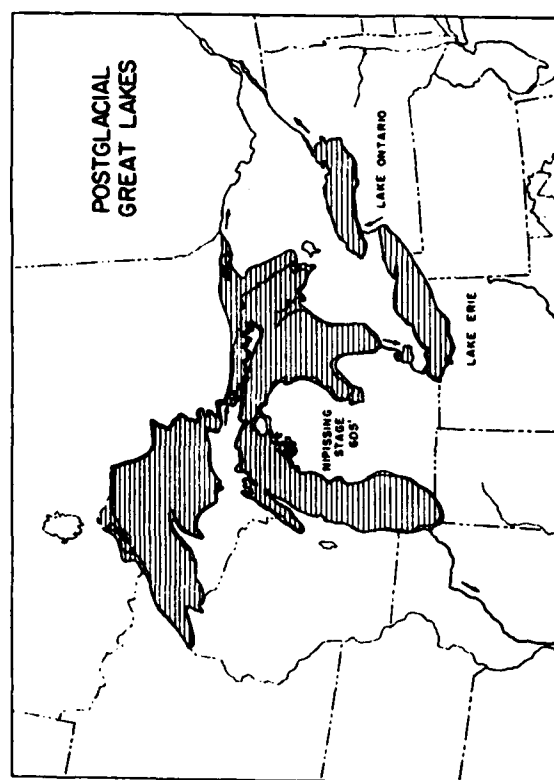 POSTGLACIAL
GREAT LAKES
LAKE ONTARIO
LAKE ERIE
NIPISSING
STAGE
605'